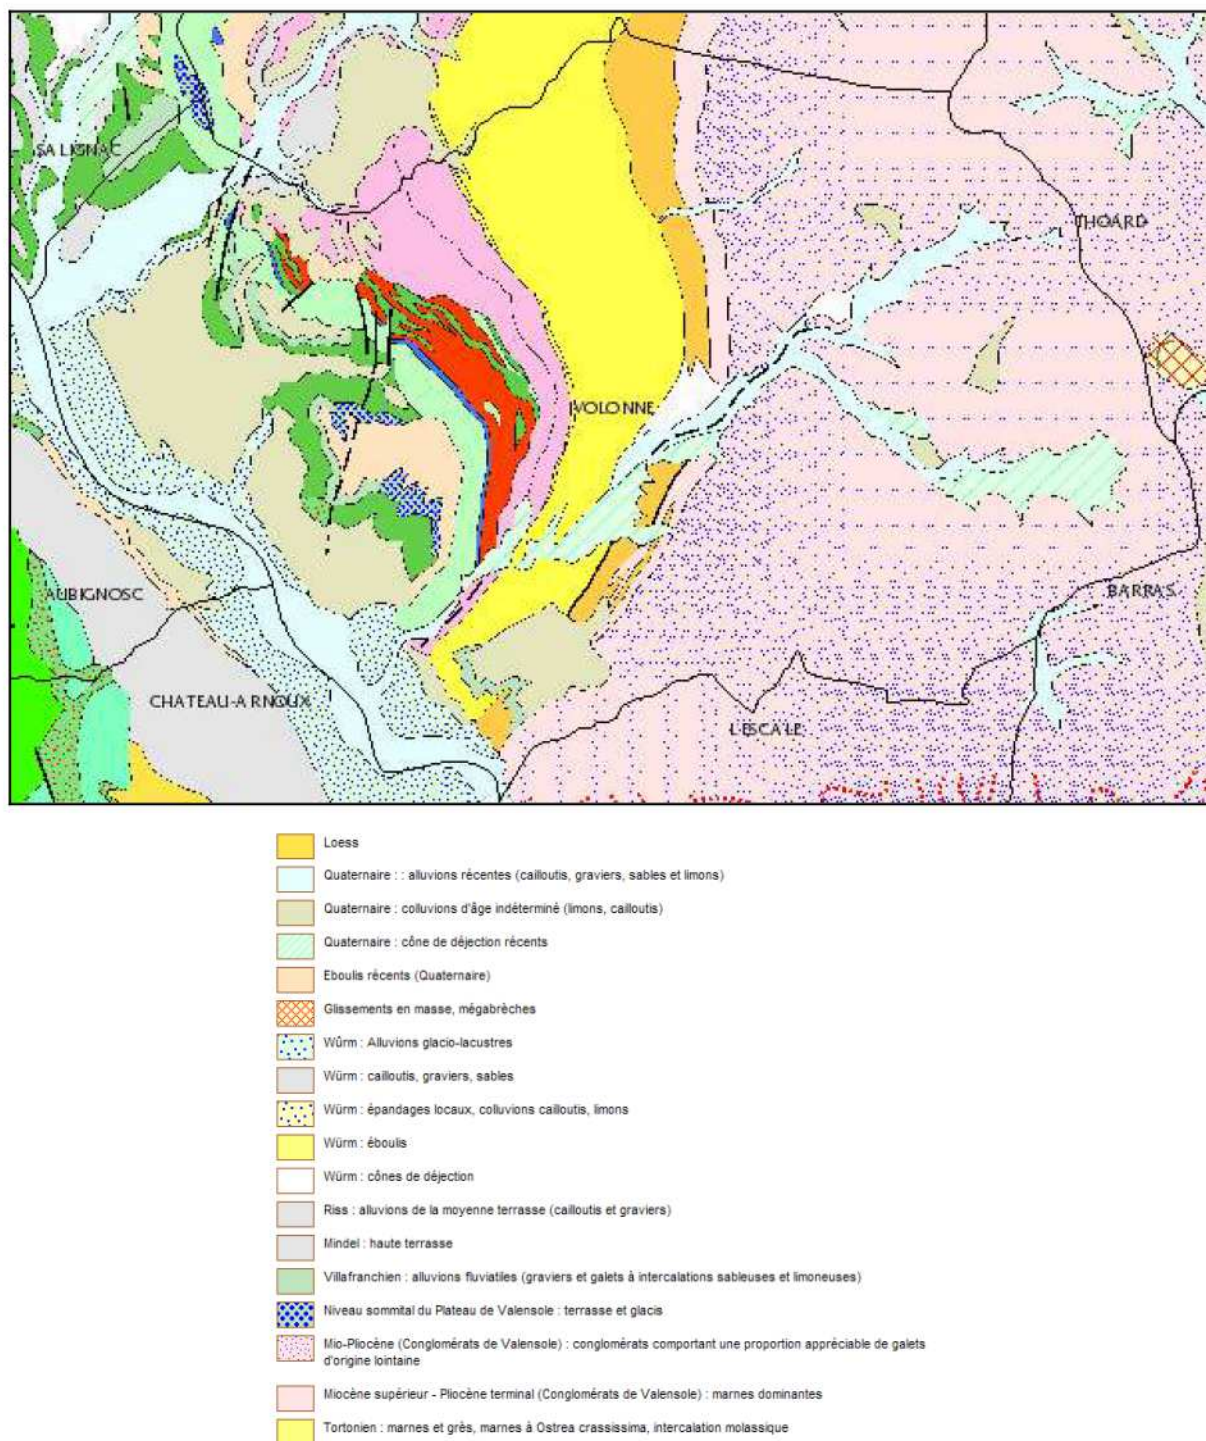 SALIGNAC
THOARD
VOLONNE
AUBIGNOSC
BARRAS
CHATEAU-ARNOUX
L'ESCALE
Loess
Quaternaire : : alluvions récentes (cailloutis, graviers, sables et limons)
Quaternaire : colluvions d'âge indéterminé (limons, cailloutis)
Quaternaire : cône de déjection récents
Eboulis récents (Quaternaire)
Glissements en masse, mégabrèches
Würm : Alluvions glacio-lacustres
Würm : cailloutis, graviers, sables
Würm : épandages locaux, colluvions cailloutis, limons
Würm : éboulis
Würm : cônes de déjection
Riss : alluvions de la moyenne terrasse (cailloutis et graviers)
Mindel : haute terrasse
Villafranchien : alluvions fluviatiles (graviers et galets à intercalations sableuses et limoneuses)
Niveau sommital du Plateau de Valensole : terrasse et glacis
Mio-Pliocène (Conglomérats de Valensole) : conglomérats comportant une proportion appréciable de galets
d'origine lointaine
Miocène supérieur - Pliocène terminal (Conglomérats de Valensole) : marnes dominantes
Tortonien : marnes et grès, marnes à Ostrea crassissima, intercalation molassique